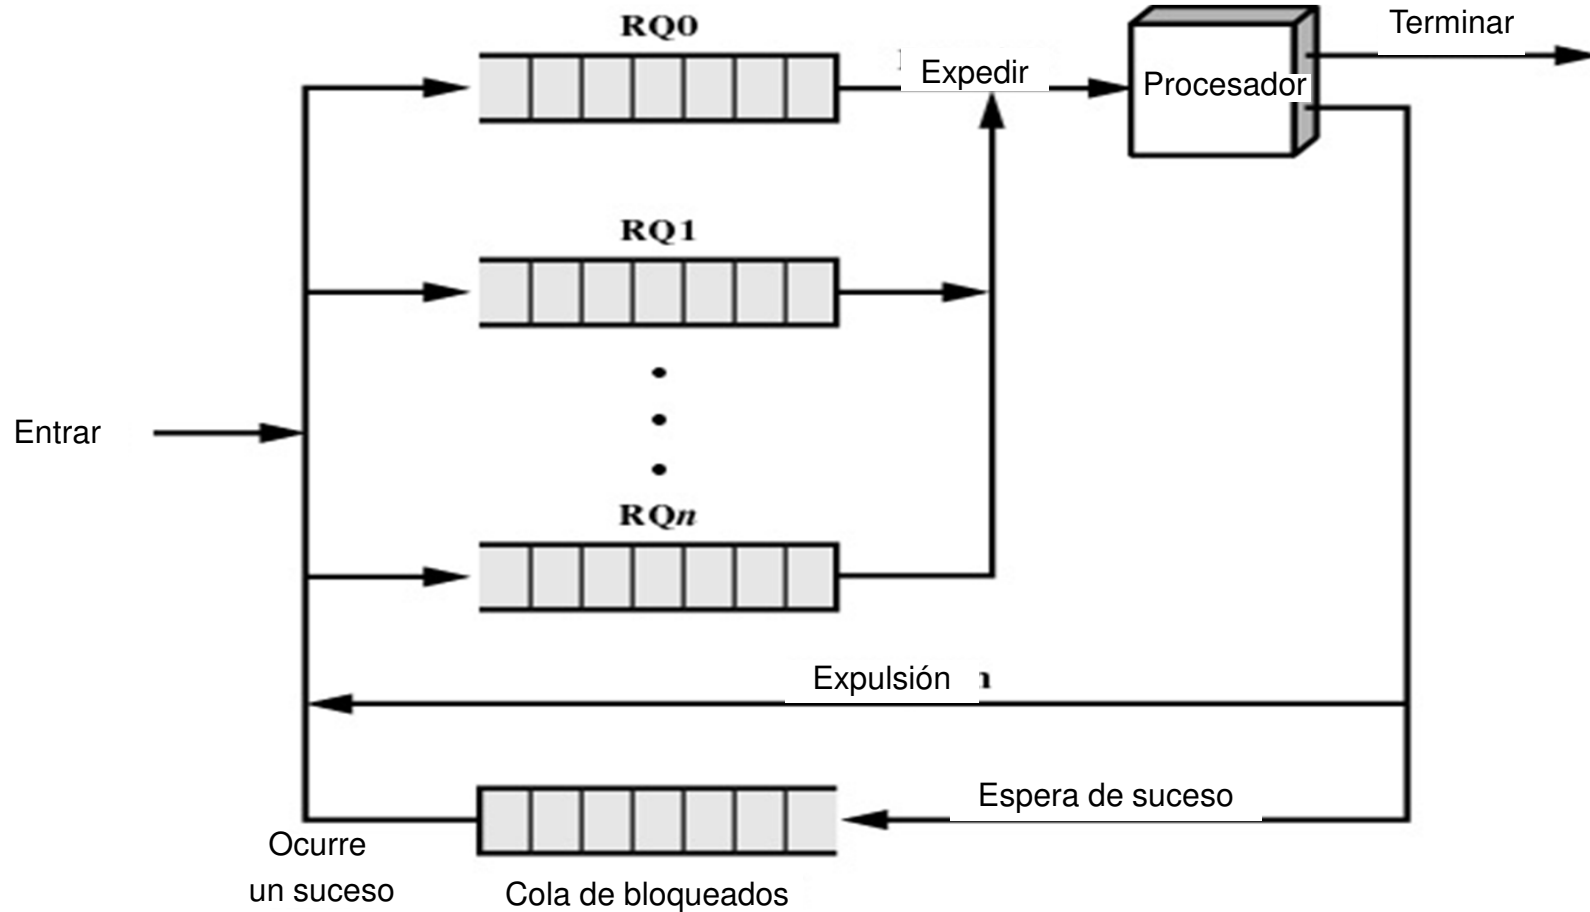 RQ0
Terminar
Expedir
Procesador
RQ1
Entrar
RQn
Expulsión
Espera de suceso
Ocurre
un suceso
Cola de bloqueados